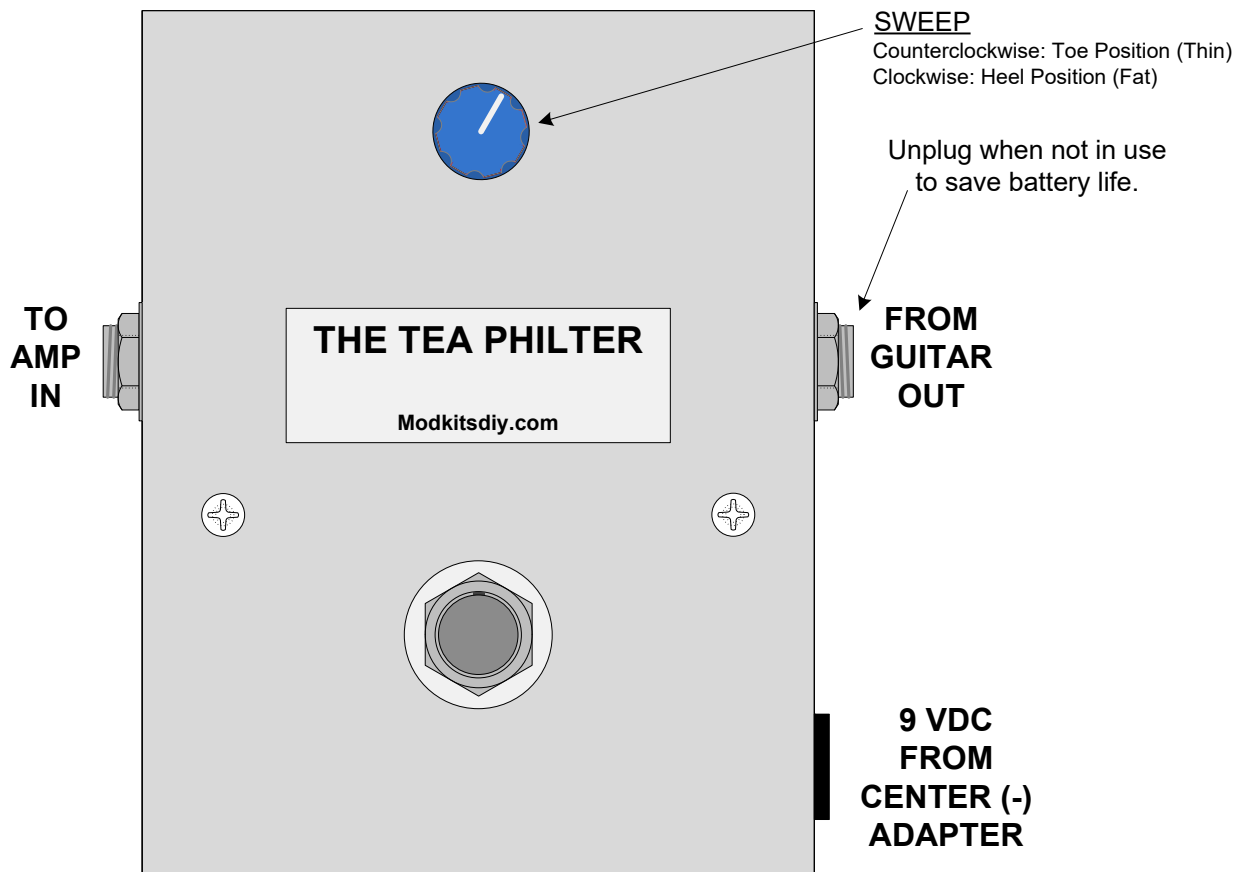 SWEEP
Counterclockwise: Toe Position (Thin)
Clockwise: Heel Position (Fat)
Unplug when not in use
to save battery life.
TO
AMP
IN
THE TEA PHILTER
Modkitsdiy.com
FROM
GUITAR
OUT
9 VDC
FROM
CENTER (-)
ADAPTER